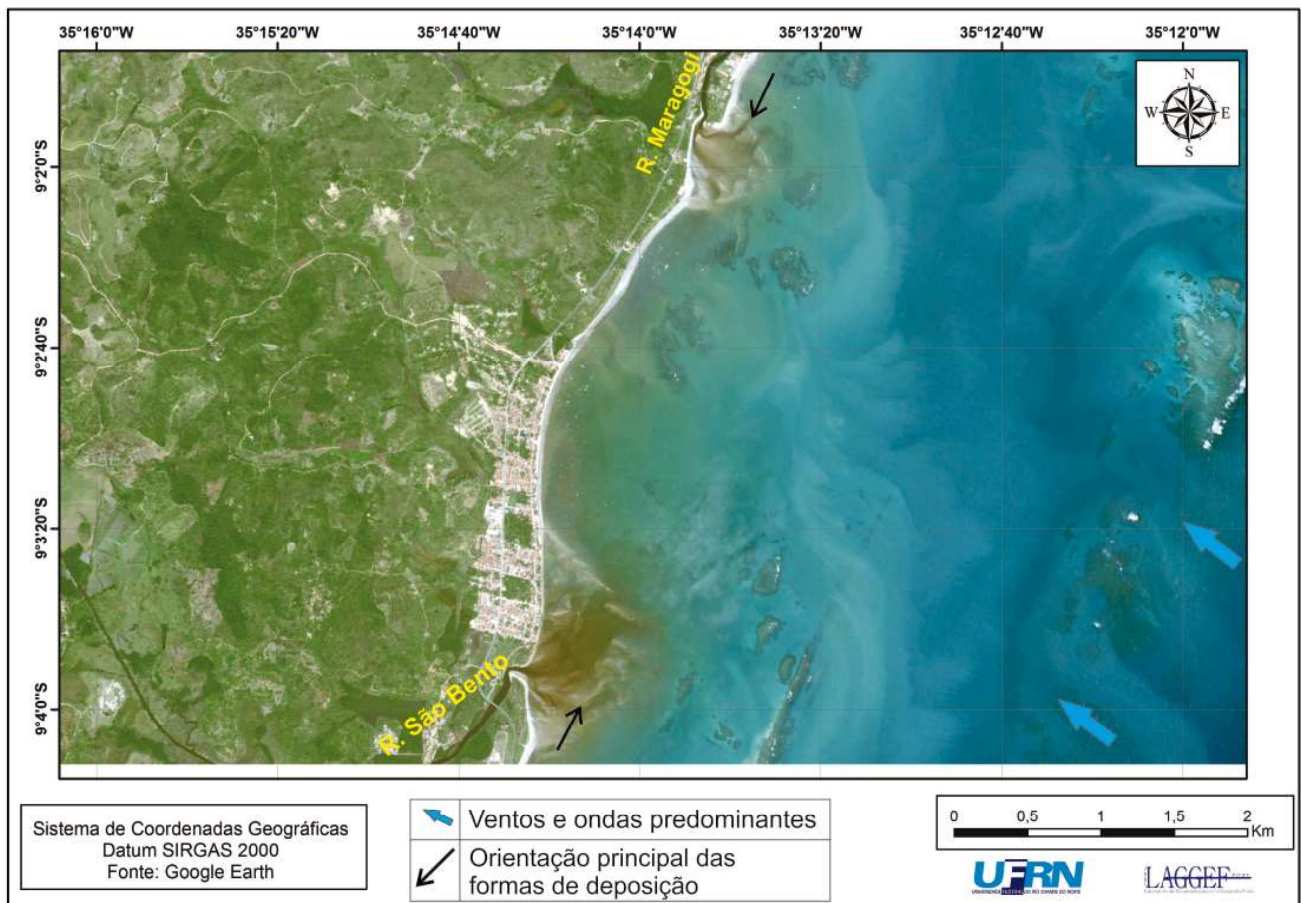 35°16'0"W 35°15'20"W 35°14'40"W 35°14'0"W 35°13'20"W 35°12'40"W 35°12'0"W
R. Maragogi
N
W E
S
9°2'0"S
9°2'40"S
9°3'20"S
R. São Bento
9°4'0"S
Sistema de Coordenadas Geográficas
Datum SIRGAS 2000
Fonte: Google Earth
Ventos e ondas predominantes
Orientação principal das
formas de deposição
0 0,5 1 1,5 2
Km
UFRN
LAGGEF